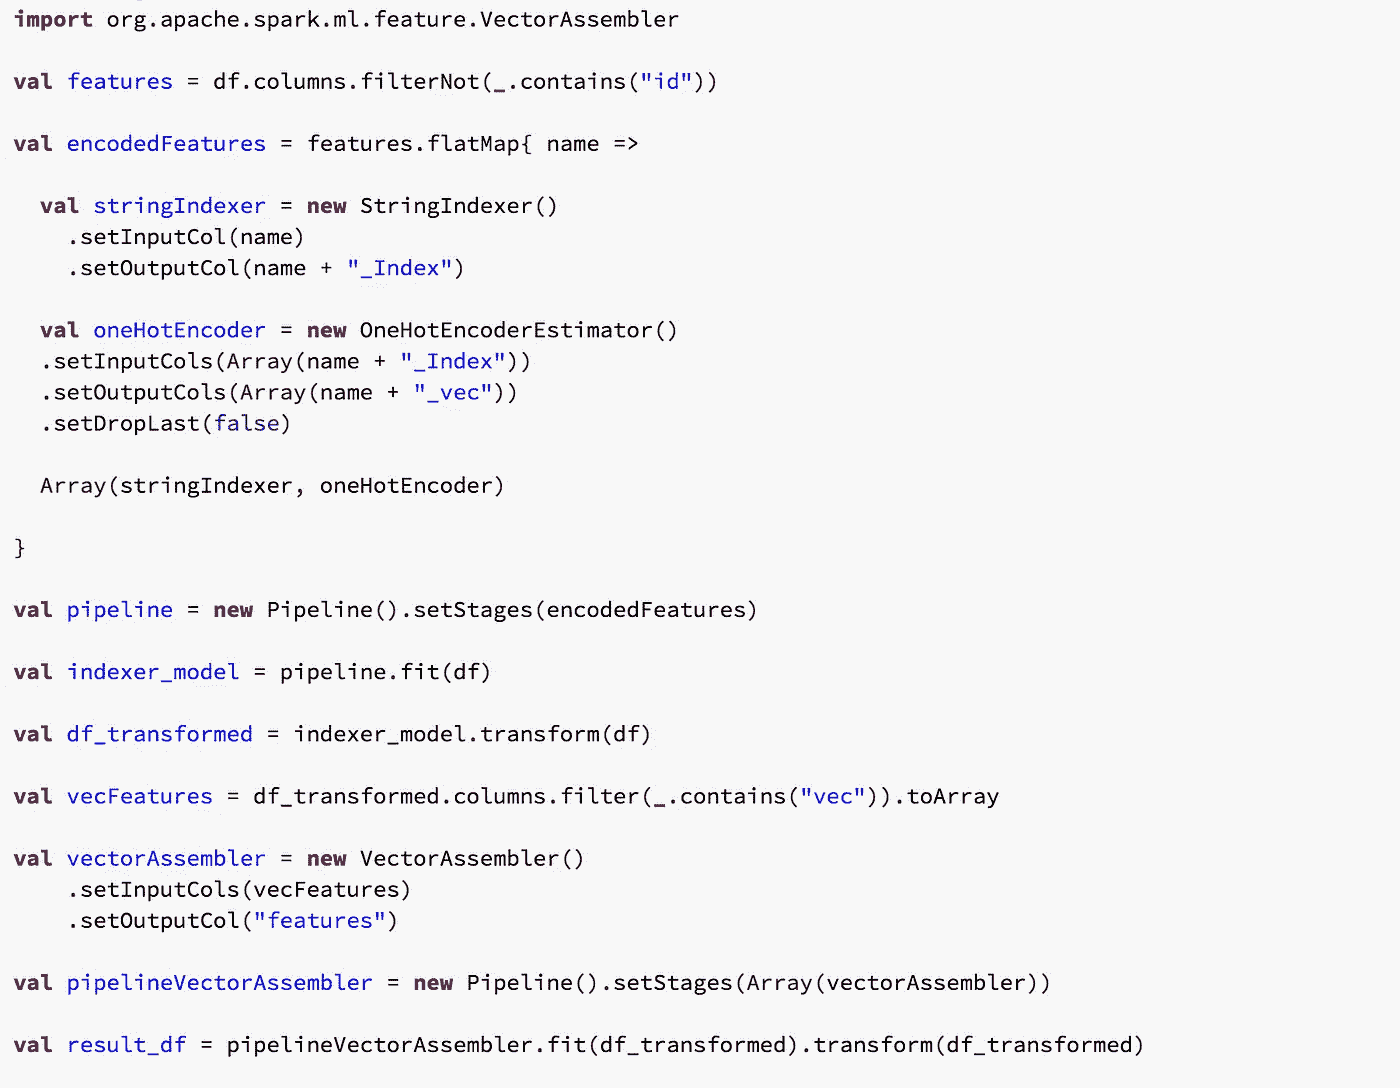 import org.apache.spark.ml.feature.VectorAssembler
val features = df.columns.filterNot(_.contains("id"))
val encodedFeatures = features.flatMap{ name =>
val stringIndexer = new StringIndexer()
.setInputCol(name)
.setOutputCol(name + "_Index")
val oneHotEncoder = new OneHotEncoderEstimator()
.setInputCols(Array(name + "_Index"))
.setOutputCols(Array(name + "_vec"))
.setDropLast(false)
Array(stringIndexer, oneHotEncoder)
}
val pipeline = new Pipeline().setStages(encodedFeatures)
val indexer_model = pipeline.fit(df)
val df_transformed = indexer_model.transform(df)
val vecFeatures = df_transformed.columns.filter(_.contains("vec")).toArray
val vectorAssembler = new VectorAssembler()
.setInputCols(vecFeatures)
.setOutputCol("features")
val pipelineVectorAssembler = new Pipeline().setStages(Array(vectorAssembler))
val result_df = pipelineVectorAssembler.fit(df_transformed).transform(df_transformed)